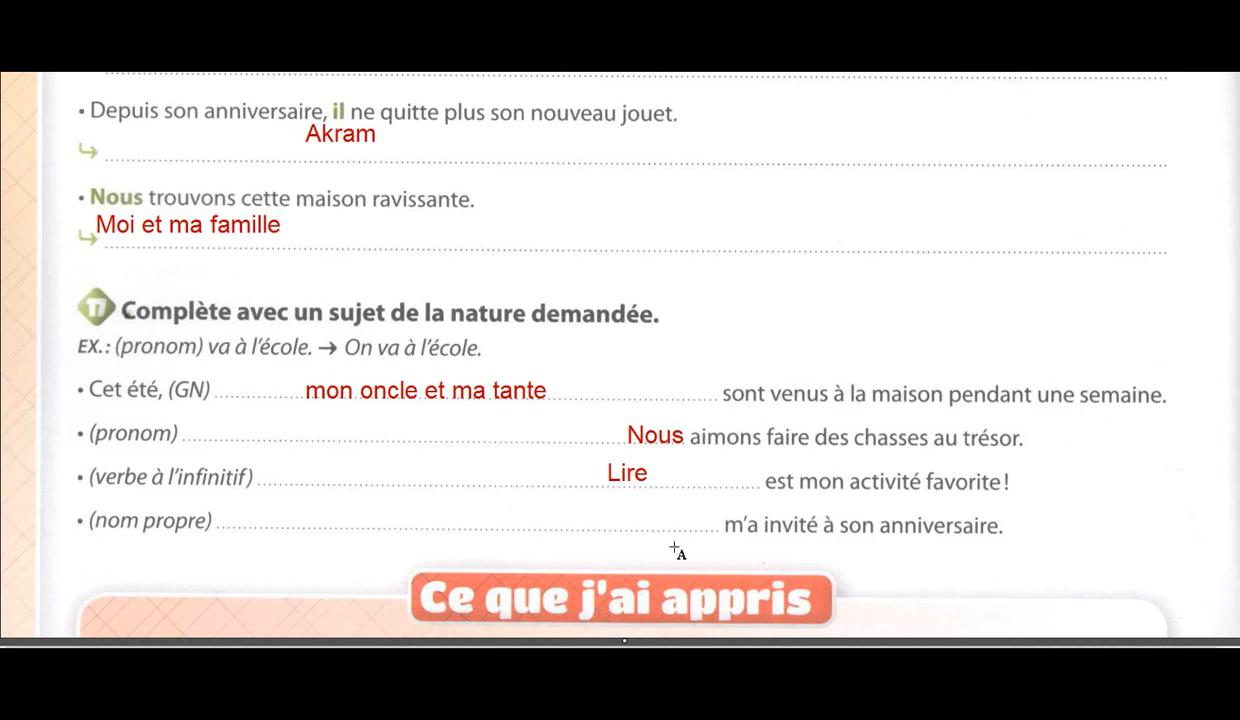 • Depuis son anniversaire, il ne quitte plus son nouveau jouet.
Akram
• Nous trouvons cette maison ravissante.
Moi et ma famille
17 Complète avec un sujet de la nature demandée.
EX.: (pronom) va à l'école. → On va à l'école.
• Cet été, (GN) mon oncle et ma tante sont venus à la maison pendant une semaine.
• (pronom) Nous aimons faire des chasses au trésor.
• (verbe à l'infinitif) Lire est mon activité favorite!
• (nom propre) m'a invité à son anniversaire.
A
Ce que j'ai appris